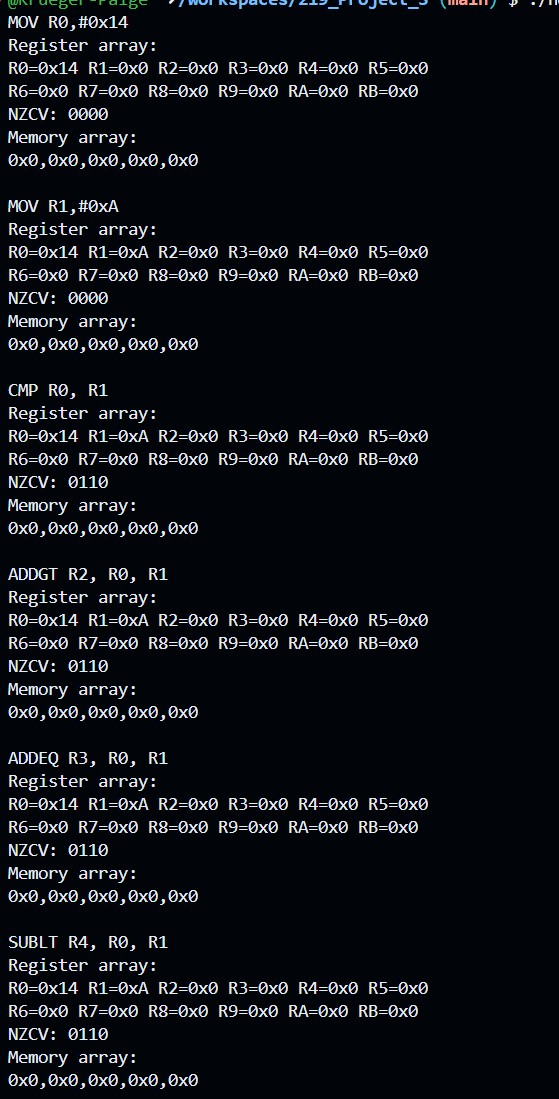 @Krueger-Paige /workspaces/219_Project_3 (main) $
MOV R0,#0x14
Register array:
R0=0x14 R1=0x0 R2=0x0 R3=0x0 R4=0x0 R5=0x0
R6=0x0 R7=0x0 R8=0x0 R9=0x0 RA=0x0 RB=0x0
NZCV: 0000
Memory array:
0x0,0x0,0x0,0x0,0x0
MOV R1,#0xA
Register array:
R0=0x14 R1=0xA R2=0x0 R3=0x0 R4=0x0 R5=0x0
R6=0x0 R7=0x0 R8=0x0 R9=0x0 RA=0x0 RB=0x0
NZCV: 0000
Memory array:
0x0,0x0,0x0,0x0,0x0
CMP R0, R1
Register array:
R0=0x14 R1=0xA R2=0x0 R3=0x0 R4=0x0 R5=0x0
R6=0x0 R7=0x0 R8=0x0 R9=0x0 RA=0x0 RB=0x0
NZCV: 0110
Memory array:
0x0,0x0,0x0,0x0,0x0
ADDGT R2, R0, R1
Register array:
R0=0x14 R1=0xA R2=0x0 R3=0x0 R4=0x0 R5=0x0
R6=0x0 R7=0x0 R8=0x0 R9=0x0 RA=0x0 RB=0x0
NZCV: 0110
Memory array:
0x0,0x0,0x0,0x0,0x0
ADDEQ R3, R0, R1
Register array:
R0=0x14 R1=0xA R2=0x0 R3=0x0 R4=0x0 R5=0x0
R6=0x0 R7=0x0 R8=0x0 R9=0x0 RA=0x0 RB=0x0
NZCV: 0110
Memory array:
0x0,0x0,0x0,0x0,0x0
SUBLT R4, R0, R1
Register array:
R0=0x14 R1=0xA R2=0x0 R3=0x0 R4=0x0 R5=0x0
R6=0x0 R7=0x0 R8=0x0 R9=0x0 RA=0x0 RB=0x0
NZCV: 0110
Memory array:
0x0,0x0,0x0,0x0,0x0